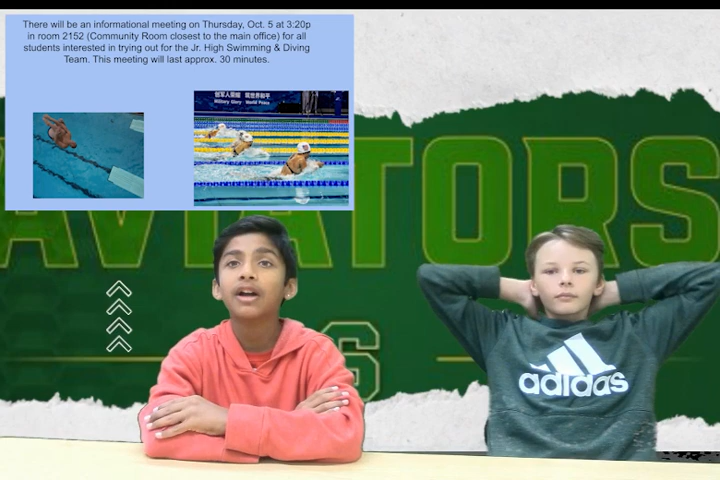 There will be an informational meeting on Thursday, Oct. 5 at 3:20p
in room 2152 (Community Room closest to the main office) for all
students interested in trying out for the Jr. High Swimming & Diving
Team. This meeting will last approx. 30 minutes.
Military Glory World Peace
AVIATORS
adidas